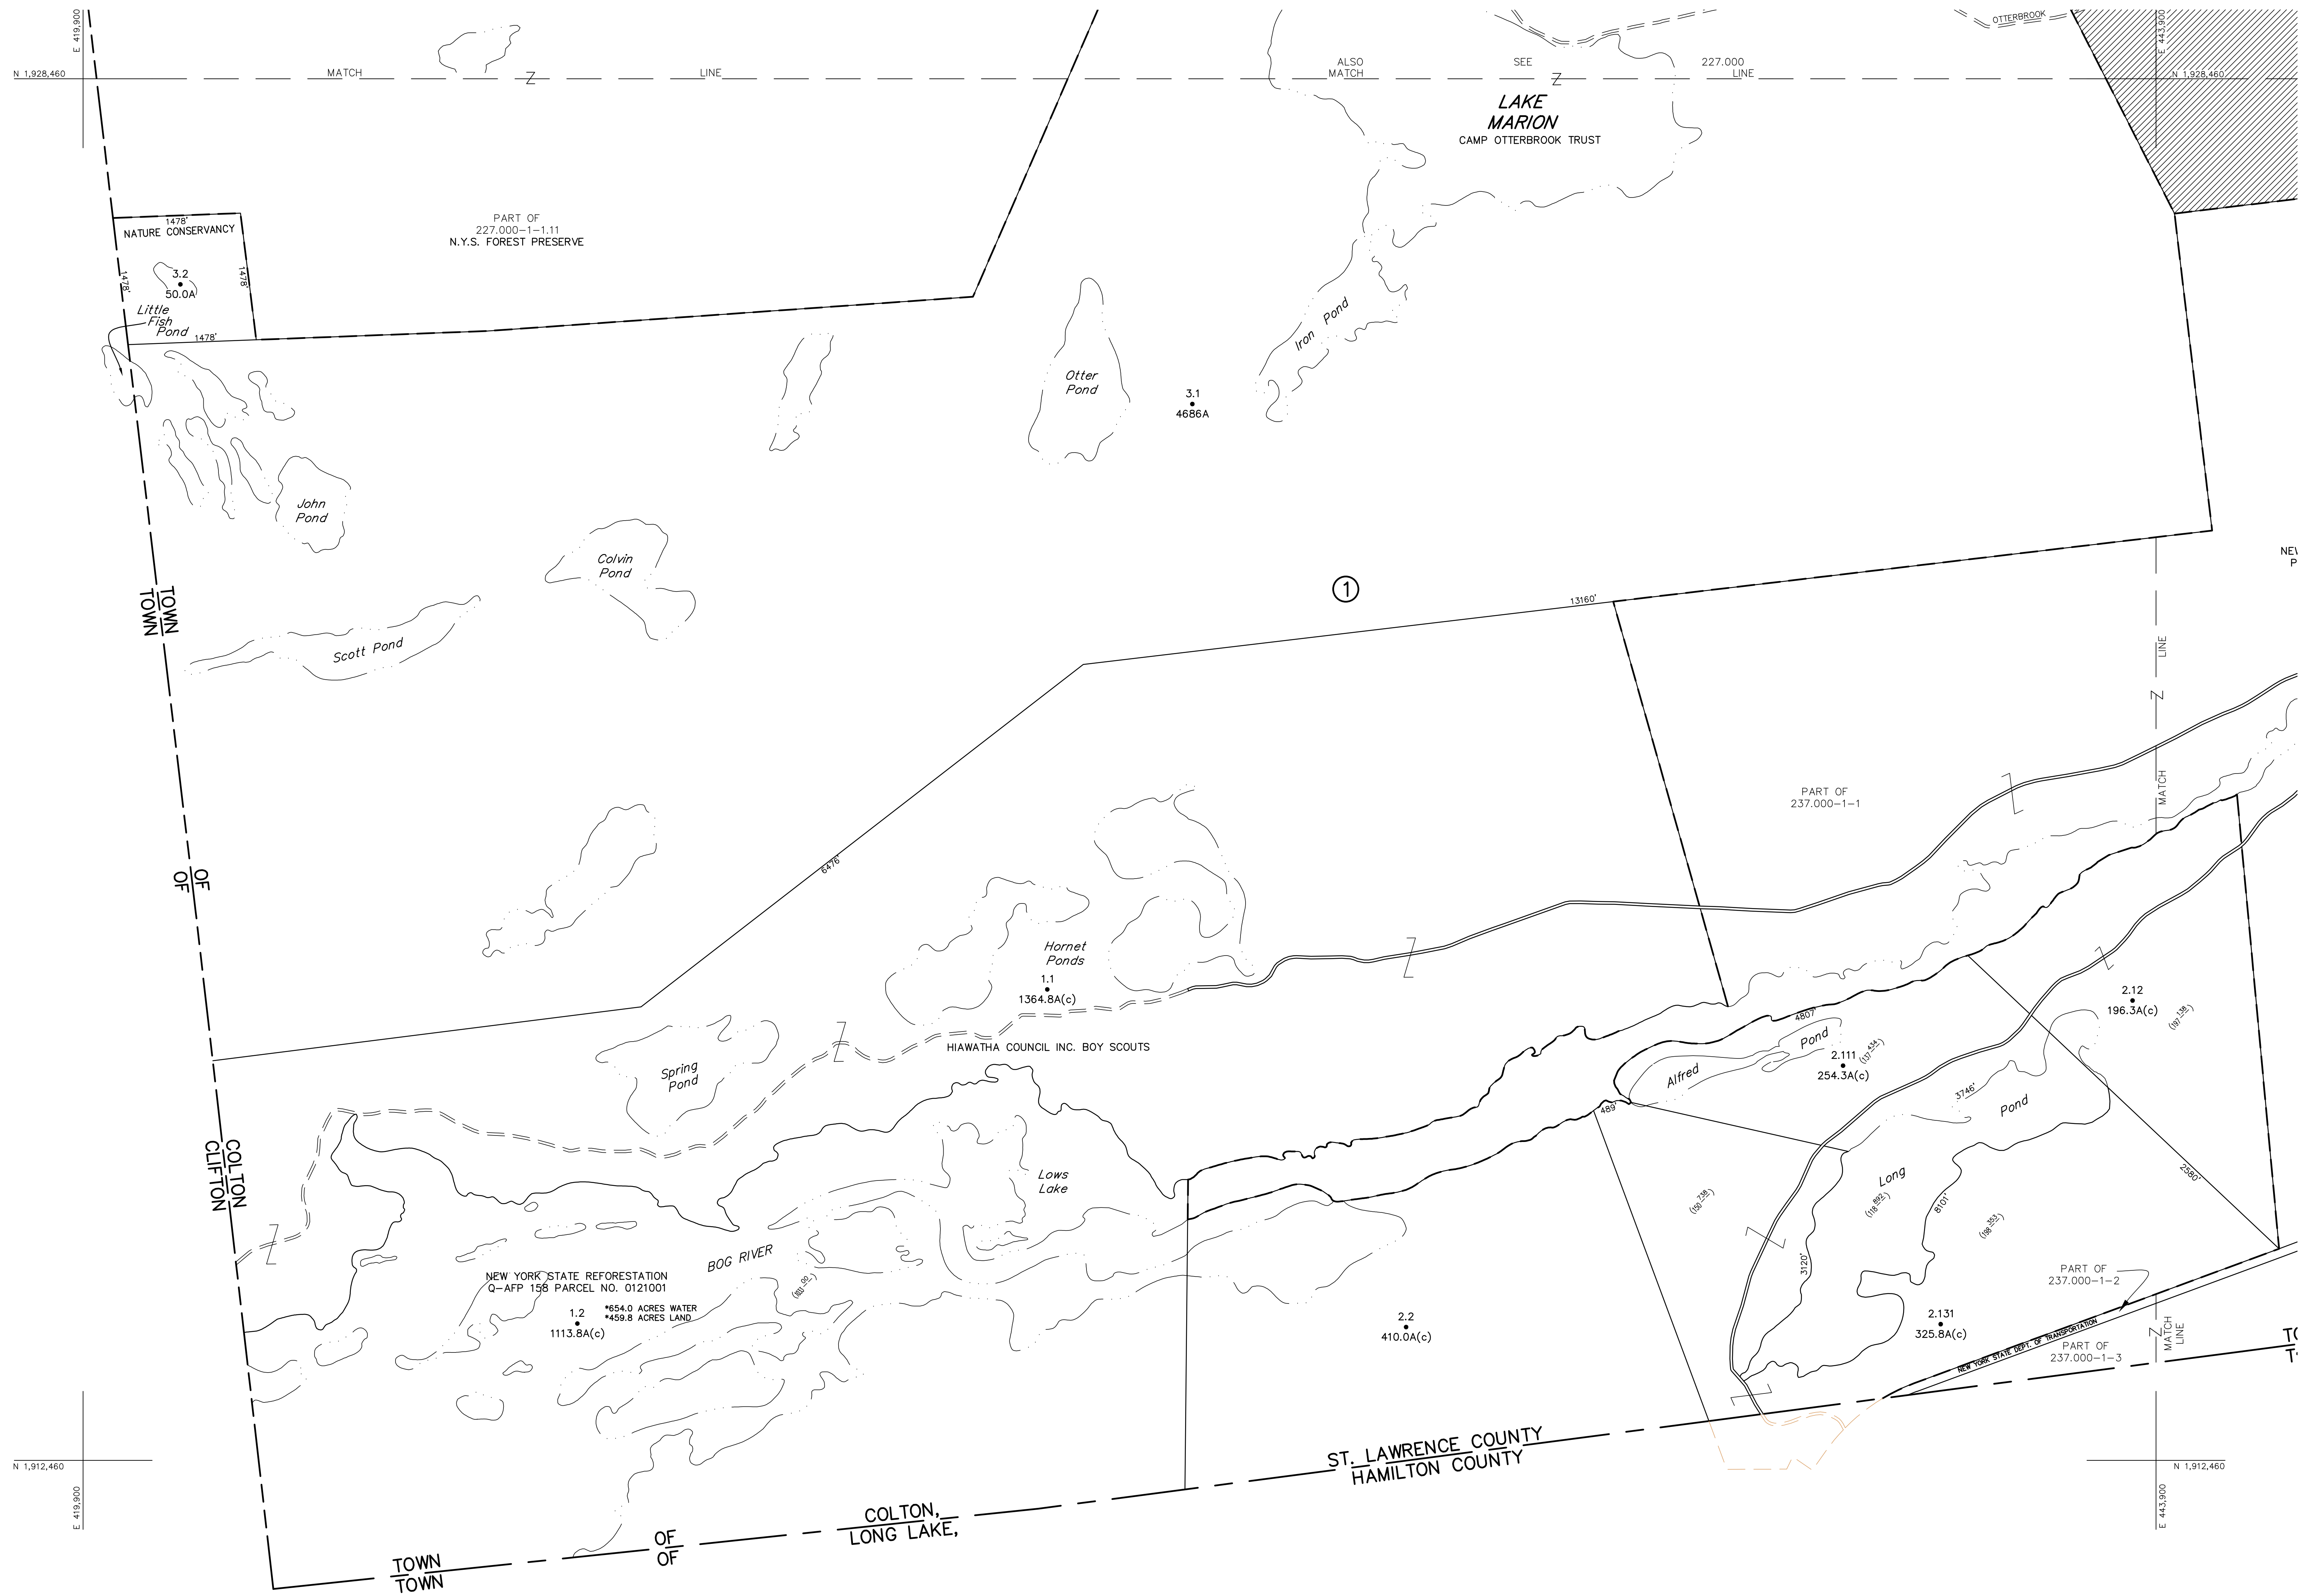 E 419,900
N 1,928,460
MATCH
Z
LINE
ALSO
MATCH
SEE
Z
227.000
LINE
OTTERBROOK
E 443,900
N 1,928,460
LAKE
MARION
CAMP OTTERBROOK TRUST
1478'
NATURE CONSERVANCY
1478'
1478'
3.2
50.0A
Little
Fish
Pond
1478'
PART OF
227.000-1-1.11
N.Y.S. FOREST PRESERVE
Iron Pond
Otter
Pond
3.1
4686A
John
Pond
Colvin
Pond
Scott Pond
TOWN
TOWN
1
13160'
LINE
Z
MATCH
PART OF
237.000-1-1
6476'
OF
OF
Hornet
Ponds
1.1
1364.8A(c)
HIAWATHA COUNCIL INC. BOY SCOUTS
Spring
Pond
4807'
Alfred Pond
2.111
254.3A(c)
2.12
196.3A(c)
489'
3746'
Long Pond
8101'
3120'
2580'
COLTON
CLIFTON
Lows
Lake
BOG RIVER
NEW YORK STATE REFORESTATION
Q-AFP 158 PARCEL NO. 0121001
1.2
1113.8A(c)
*654.0 ACRES WATER
*459.8 ACRES LAND
2.2
410.0A(c)
2.131
325.8A(c)
PART OF
237.000-1-2
NEW YORK STATE DEPT. OF TRANSPORTATION
PART OF
237.000-1-3
Z
MATCH
LINE
ST. LAWRENCE COUNTY
HAMILTON COUNTY
N 1,912,460
E 419,900
N 1,912,460
E 443,900
COLTON,
LONG LAKE,
OF
OF
TOWN
TOWN